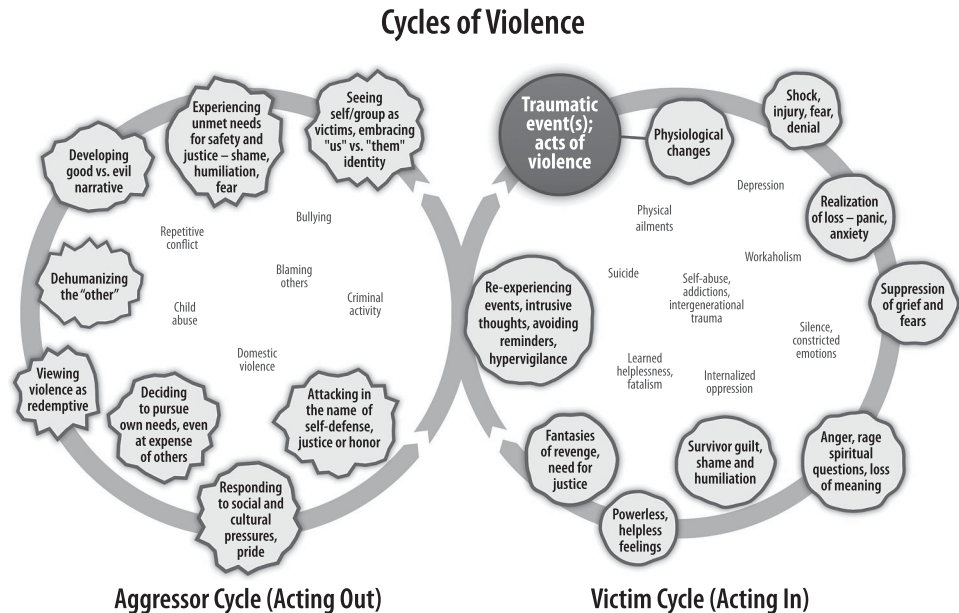 Cycles of Violence
Experiencing
unmet needs
for safety and
justice – shame,
humiliation,
fear
Seeing
self/group as
victims, embracing
"us" vs. "them"
identity
Developing
good vs. evil
narrative
Dehumanizing
the “other”
Viewing
violence as
redemptive
Deciding
to pursue
own needs, even
at expense
of others
Responding
to social and
cultural
pressures,
pride
Attacking in
the name of
self-defense,
justice or honor
Repetitive
conflict
Bullying
Blaming
others
Child
abuse
Criminal
activity
Domestic
violence
Aggressor Cycle (Acting Out)
Traumatic
event(s);
acts of
violence
Physiological
changes
Shock,
injury, fear,
denial
Realization
of loss – panic,
anxiety
Suppression
of grief and
fears
Anger, rage
spiritual
questions, loss
of meaning
Survivor guilt,
shame and
humiliation
Powerless,
helpless
feelings
Fantasies
of revenge,
need for
justice
Re-experiencing
events, intrusive
thoughts, avoiding
reminders,
hypervigilance
Depression
Physical
ailments
Workaholism
Suicide
Self-abuse,
addictions,
intergenerational
trauma
Silence,
constricted
emotions
Learned
helplessness,
fatalism
Internalized
oppression
Victim Cycle (Acting In)